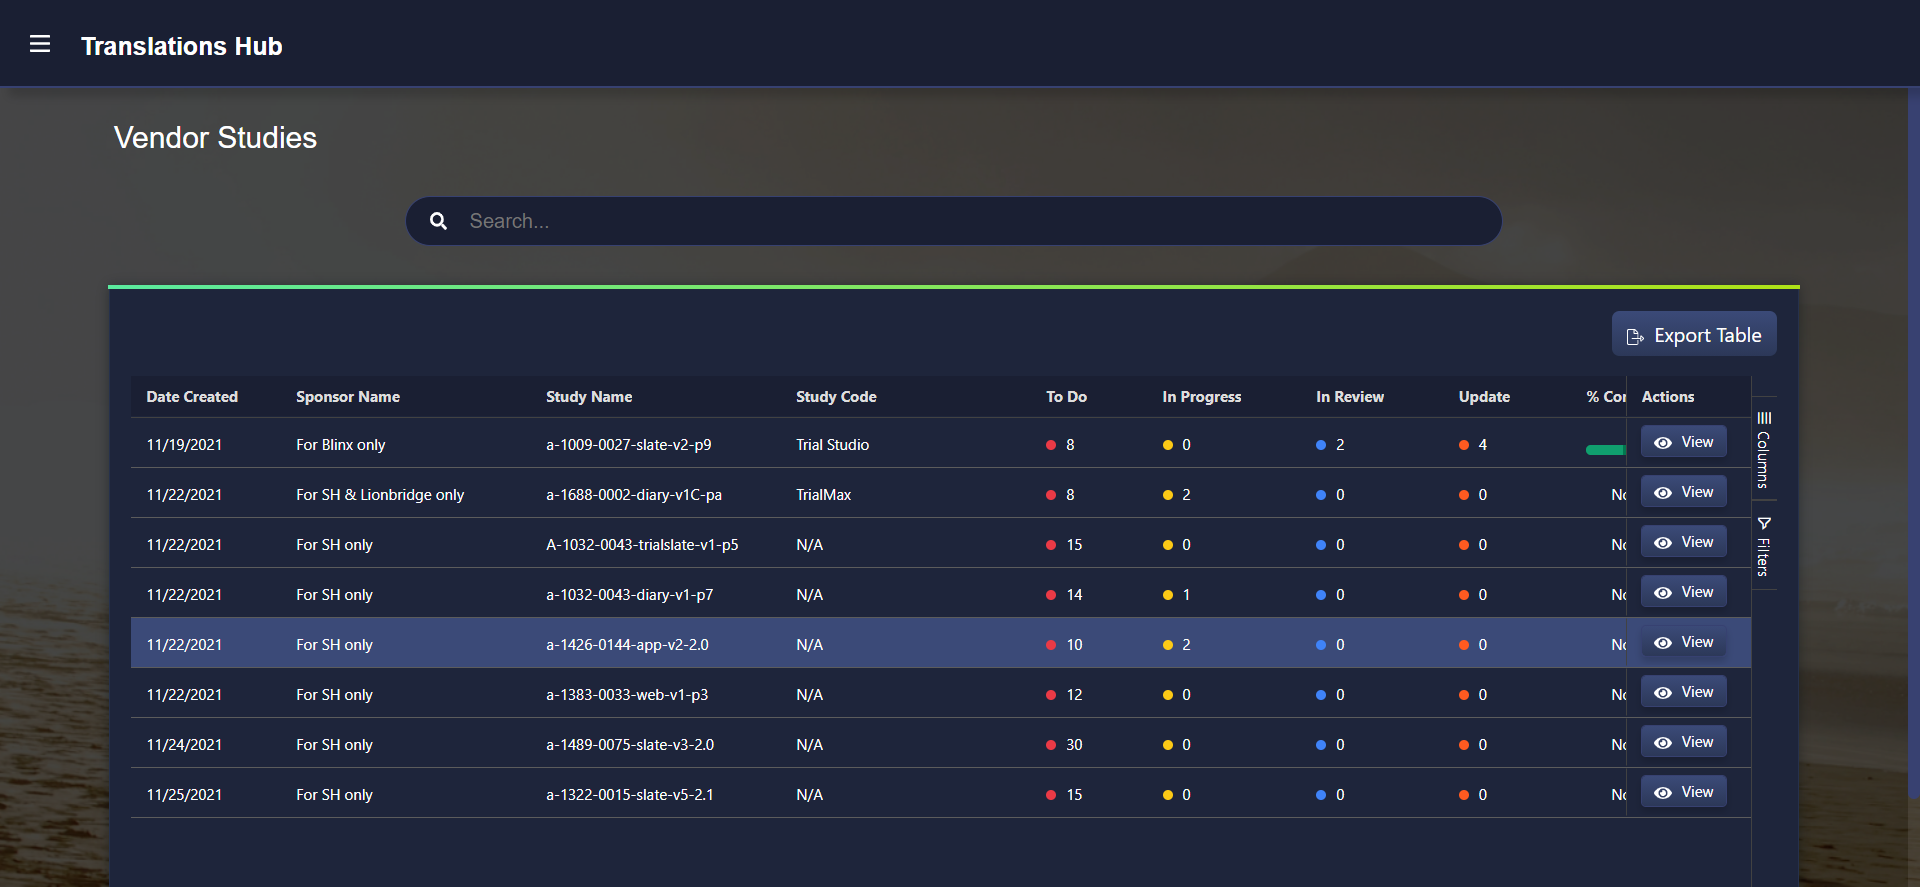 Translations Hub
Vendor Studies
Search...
Export Table
Date Created Sponsor Name Study Name Study Code To Do In Progress In Review Update % Cor Actions
11/19/2021 For Blinx only a-1009-0027-slate-v2-p9 Trial Studio 8 0 2 4 View
11/22/2021 For SH & Lionbridge only a-1688-0002-diary-v1C-pa TrialMax 8 2 0 0 No View
11/22/2021 For SH only A-1032-0043-trialslate-v1-p5 N/A 15 0 0 0 No View
11/22/2021 For SH only a-1032-0043-diary-v1-p7 N/A 14 1 0 0 No View
11/22/2021 For SH only a-1426-0144-app-v2-2.0 N/A 10 2 0 0 No View
11/22/2021 For SH only a-1383-0033-web-v1-p3 N/A 12 0 0 0 No View
11/24/2021 For SH only a-1489-0075-slate-v3-2.0 N/A 30 0 0 0 No View
11/25/2021 For SH only a-1322-0015-slate-v5-2.1 N/A 15 0 0 0 No View
Columns
Filters